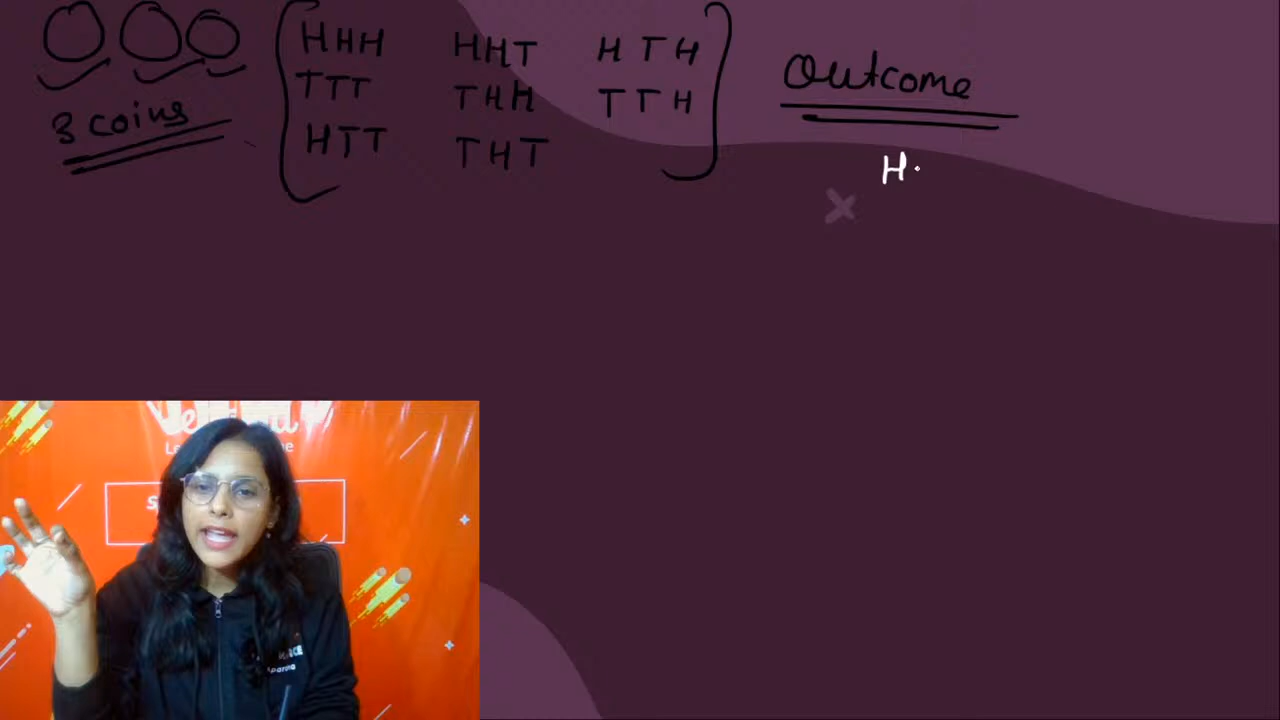 HHH HHT HTH
Outcome
TTT THH TTH
3 coins
HTT THT
H.